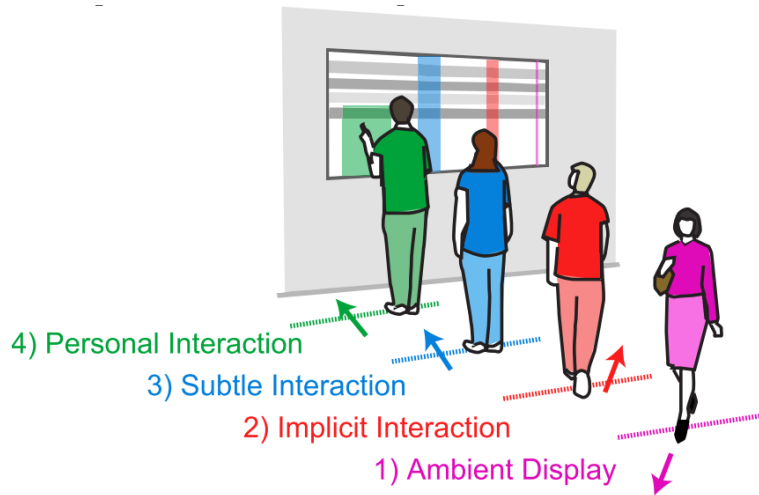 4) Personal Interaction
3) Subtle Interaction
2) Implicit Interaction
1) Ambient Display